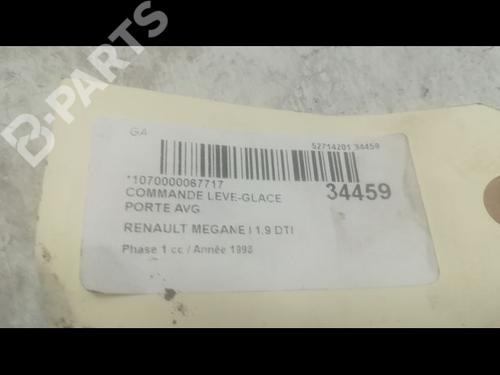 B-PARTS
GA
52714201 34459
*1070000067717
34459
COMMANDE LEVE-GLACE
PORTE AVG
RENAULT MEGANE I 1.9 DTI
Phase 1 cc / Année 1998